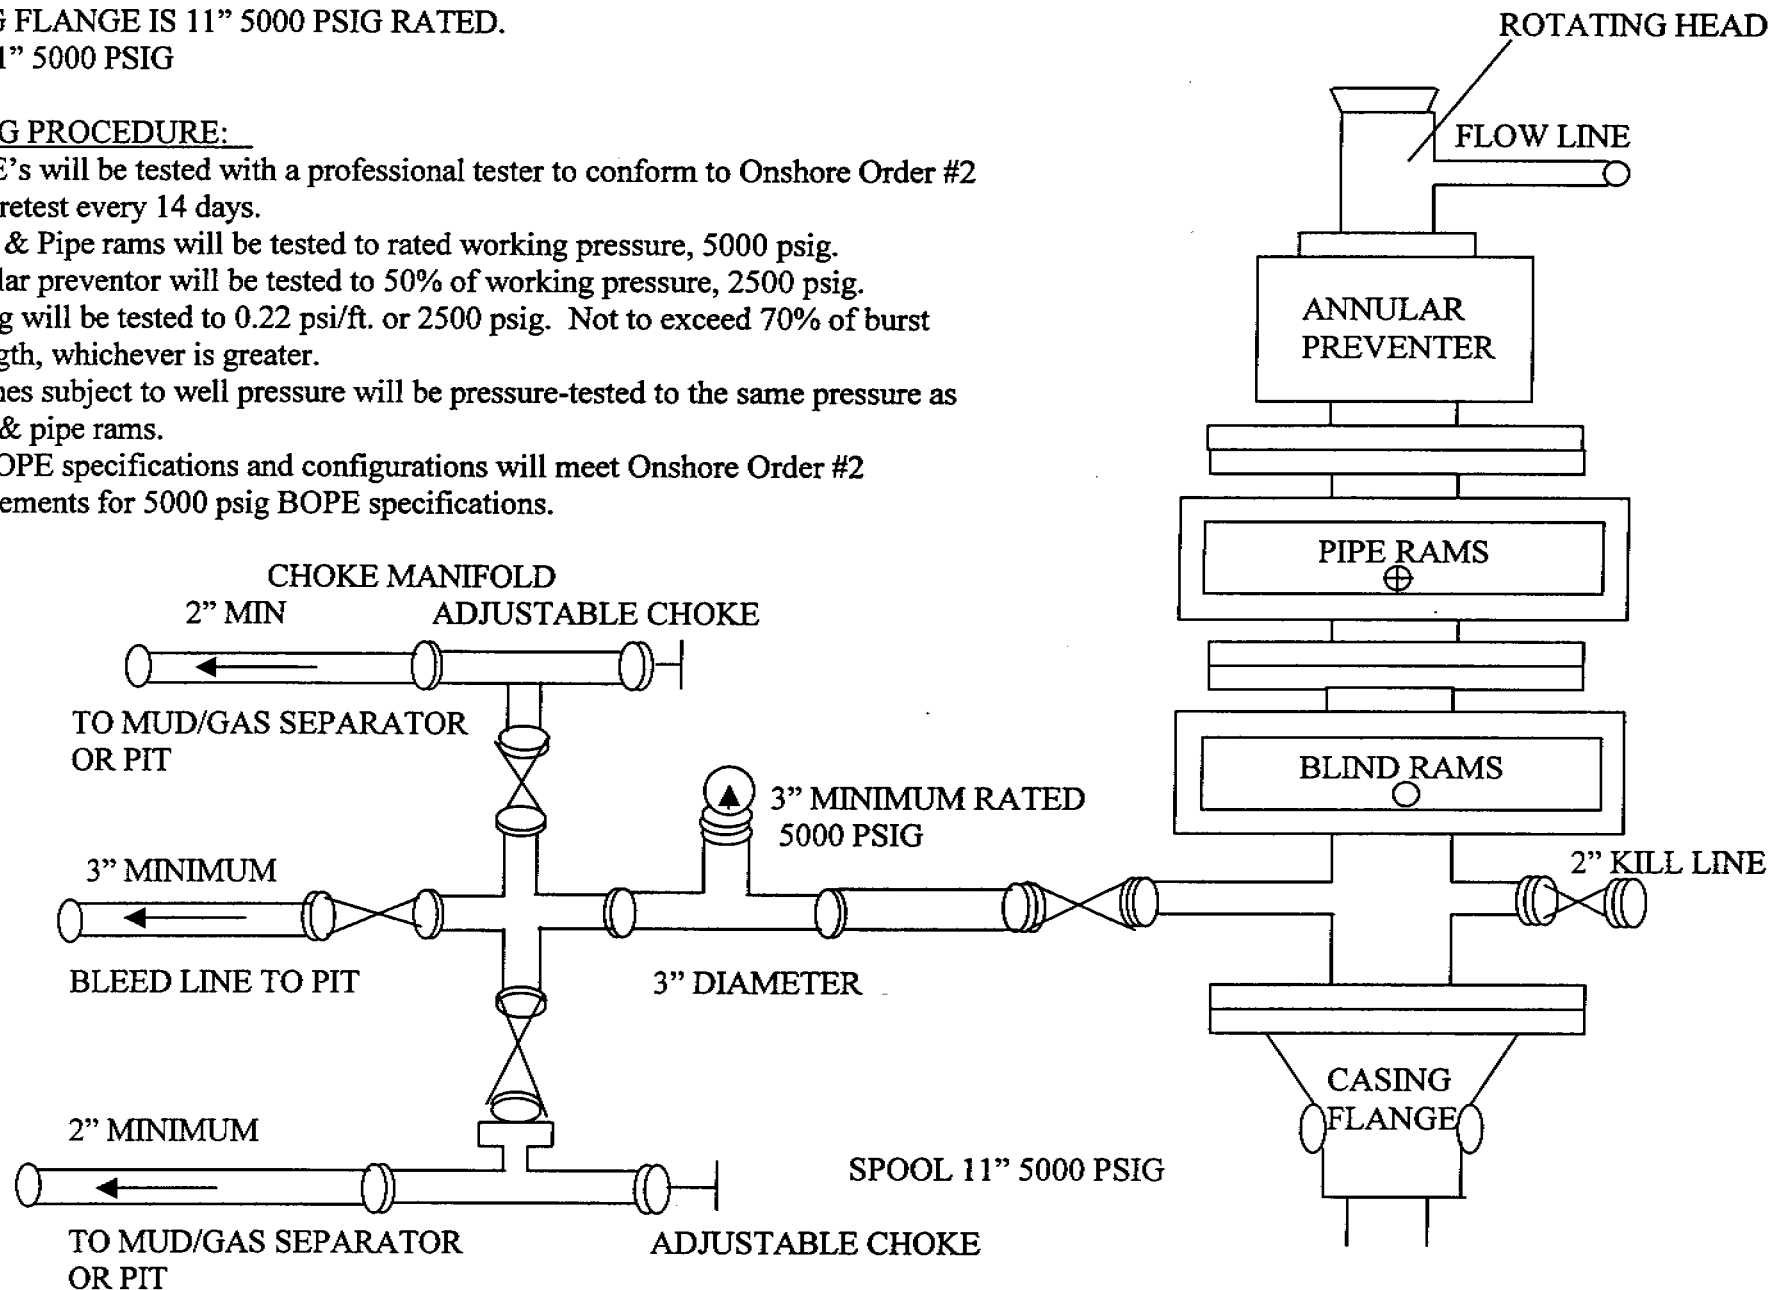 FLANGE IS 11” 5000 PSIG RATED.
1” 5000 PSIG
G PROCEDURE:
E’s will be tested with a professional tester to conform to Onshore Order #2
retest every 14 days.
& Pipe rams will be tested to rated working pressure, 5000 psig.
lar preventor will be tested to 50% of working pressure, 2500 psig.
g will be tested to 0.22 psi/ft. or 2500 psig. Not to exceed 70% of burst
gth, whichever is greater.
nes subject to well pressure will be pressure-tested to the same pressure as
& pipe rams.
OPE specifications and configurations will meet Onshore Order #2
ements for 5000 psig BOPE specifications.
ROTATING HEAD
FLOW LINE
ANNULAR
PREVENTER
PIPE RAMS
BLIND RAMS
CHOKE MANIFOLD
2” MIN
ADJUSTABLE CHOKE
TO MUD/GAS SEPARATOR
OR PIT
3” MINIMUM RATED
5000 PSIG
3” MINIMUM
2” KILL LINE
BLEED LINE TO PIT
3” DIAMETER
CASING
FLANGE
2” MINIMUM
SPOOL 11” 5000 PSIG
TO MUD/GAS SEPARATOR
OR PIT
ADJUSTABLE CHOKE